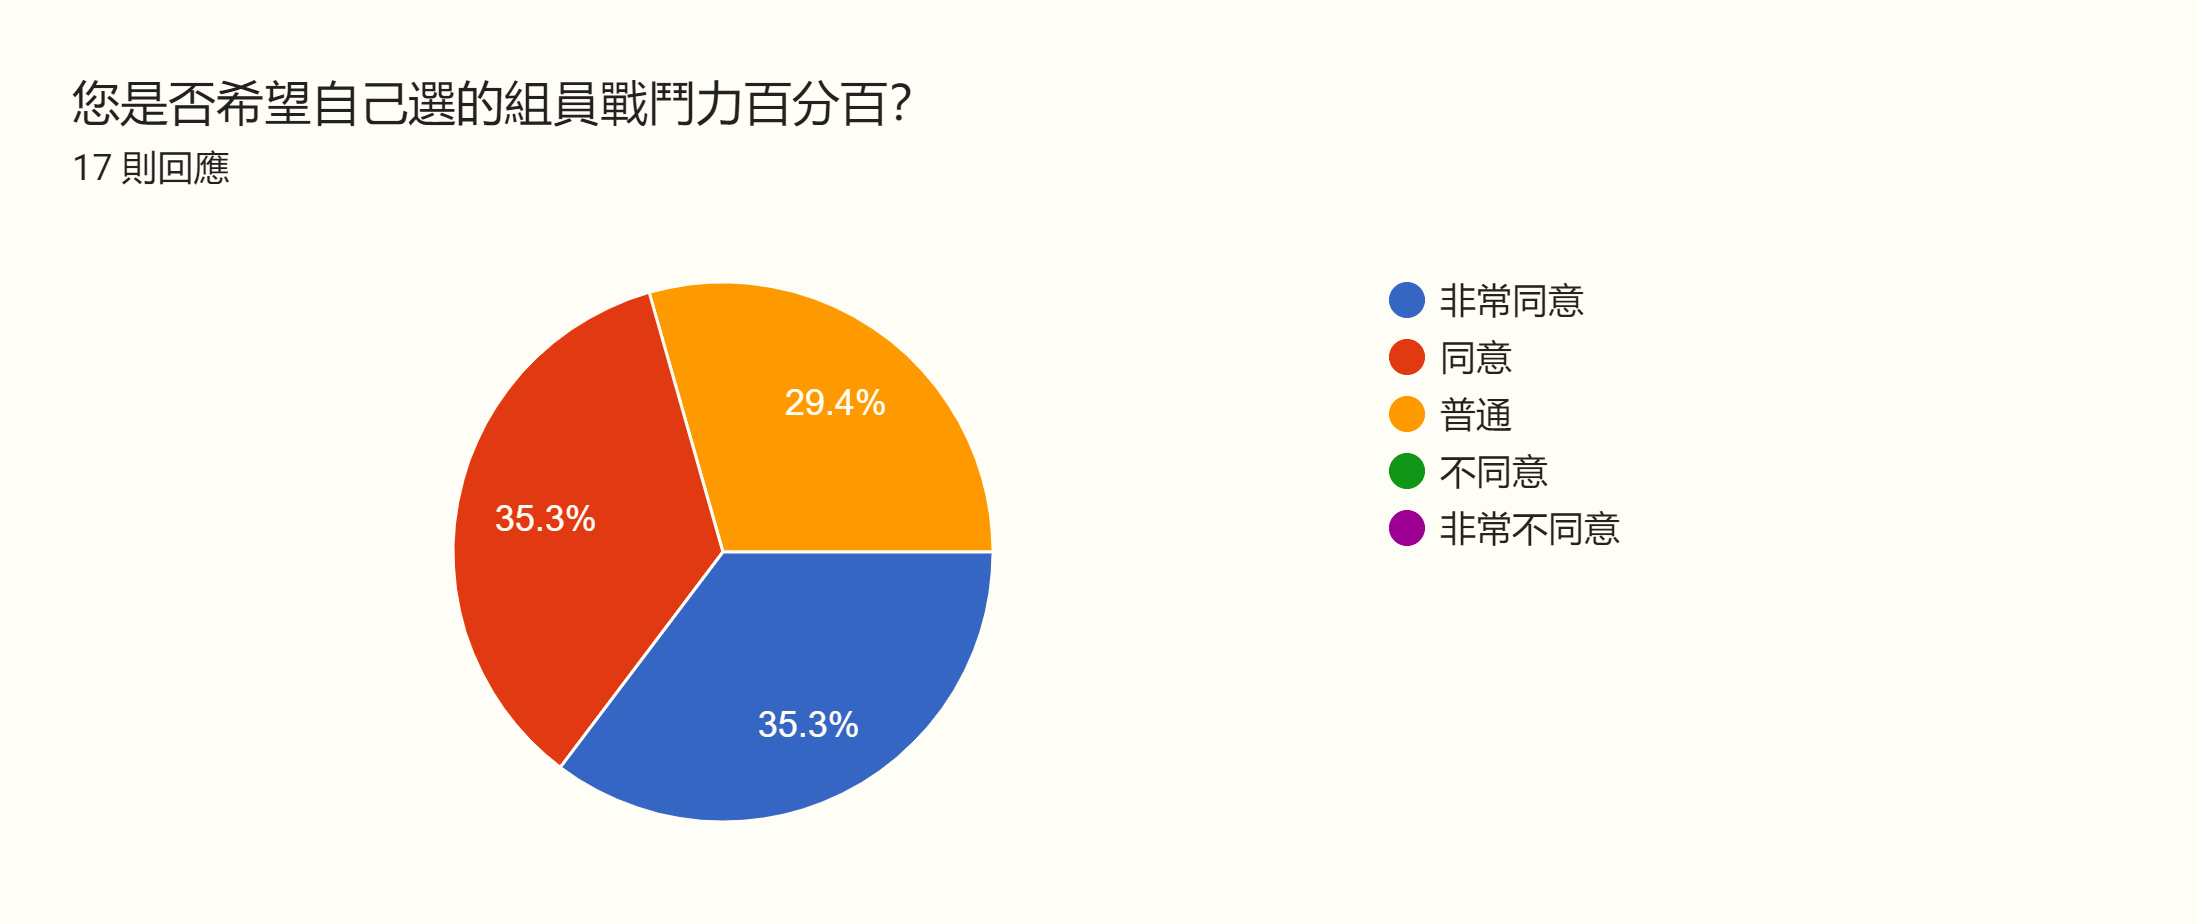 您是否希望自己選的組員戰鬥力百分百?
17 則回應
29.4%
35.3%
35.3%
非常同意
同意
普通
不同意
非常不同意